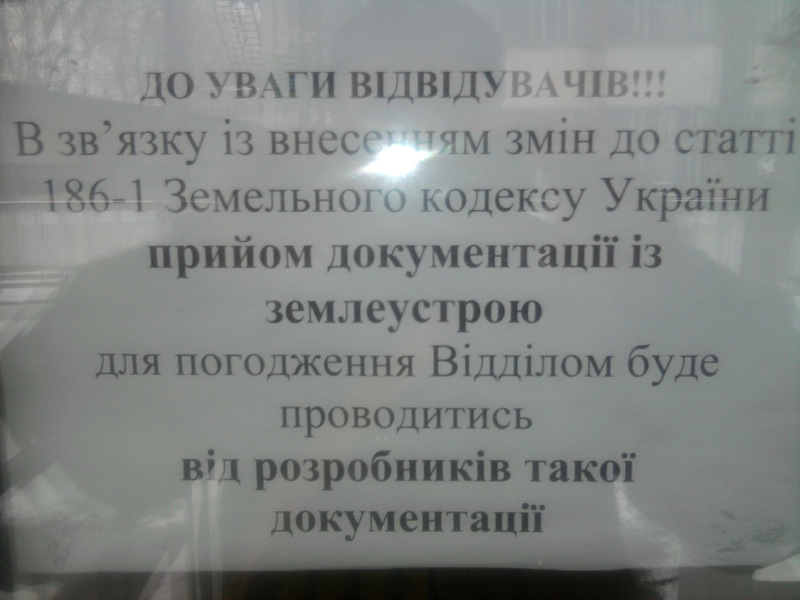 ДО УВАГИ ВІДВІДУВАЧІВ!!!
В зв’язку із внесенням змін до статті
186-1 Земельного кодексу України
прийом документації із
землеустрою
для погодження Відділом буде
проводитись
від розробників такої
документації